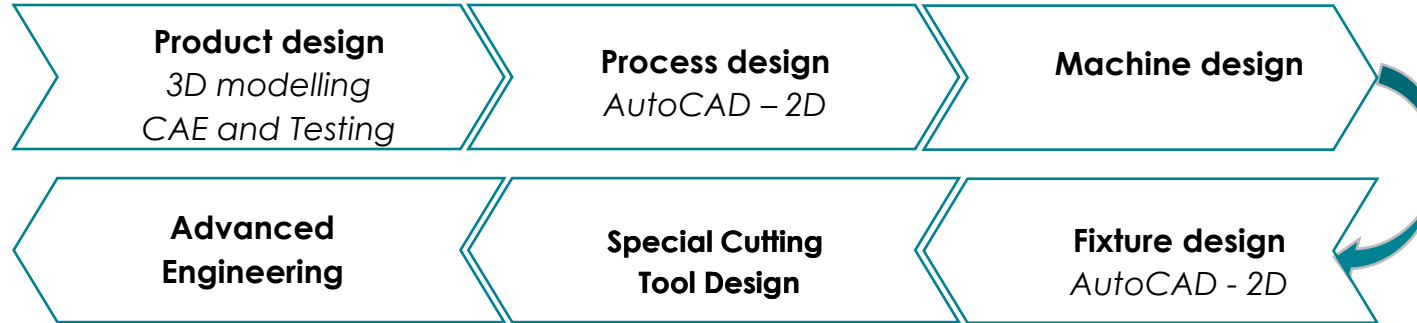 Product design
3D modelling
CAE and Testing
Process design
AutoCAD – 2D
Machine design
Fixture design
AutoCAD - 2D
Special Cutting
Tool Design
Advanced
Engineering